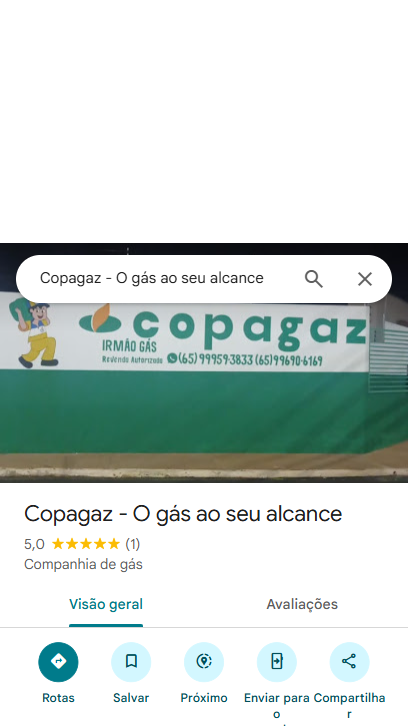 Copagaz - O gás ao seu alcance
copagaz
IRMÃO GÁS
Revenda Autorizada (65) 99959-3833 (65) 99690-6169
Copagaz - O gás ao seu alcance
5,0 (1)
Companhia de gás
Visão geral Avaliações
Rotas Salvar Próximo Enviar para o Compartilhar